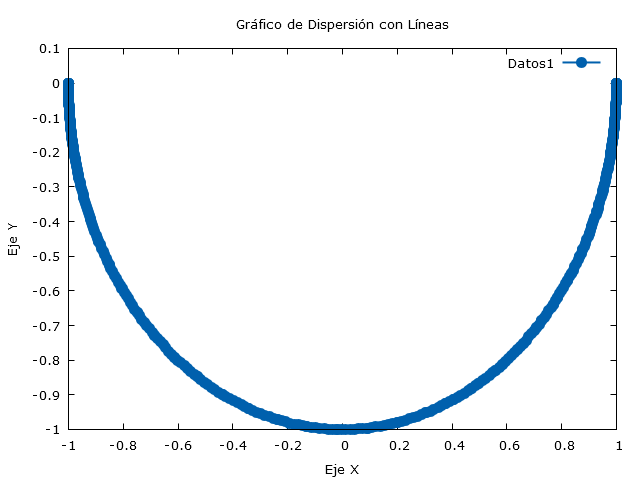 Gráfico de Dispersión con Líneas
Datos1
Eje Y
0.1
0
-0.1
-0.2
-0.3
-0.4
-0.5
-0.6
-0.7
-0.8
-0.9
-1
-1 -0.8 -0.6 -0.4 -0.2 0 0.2 0.4 0.6 0.8 1
Eje X